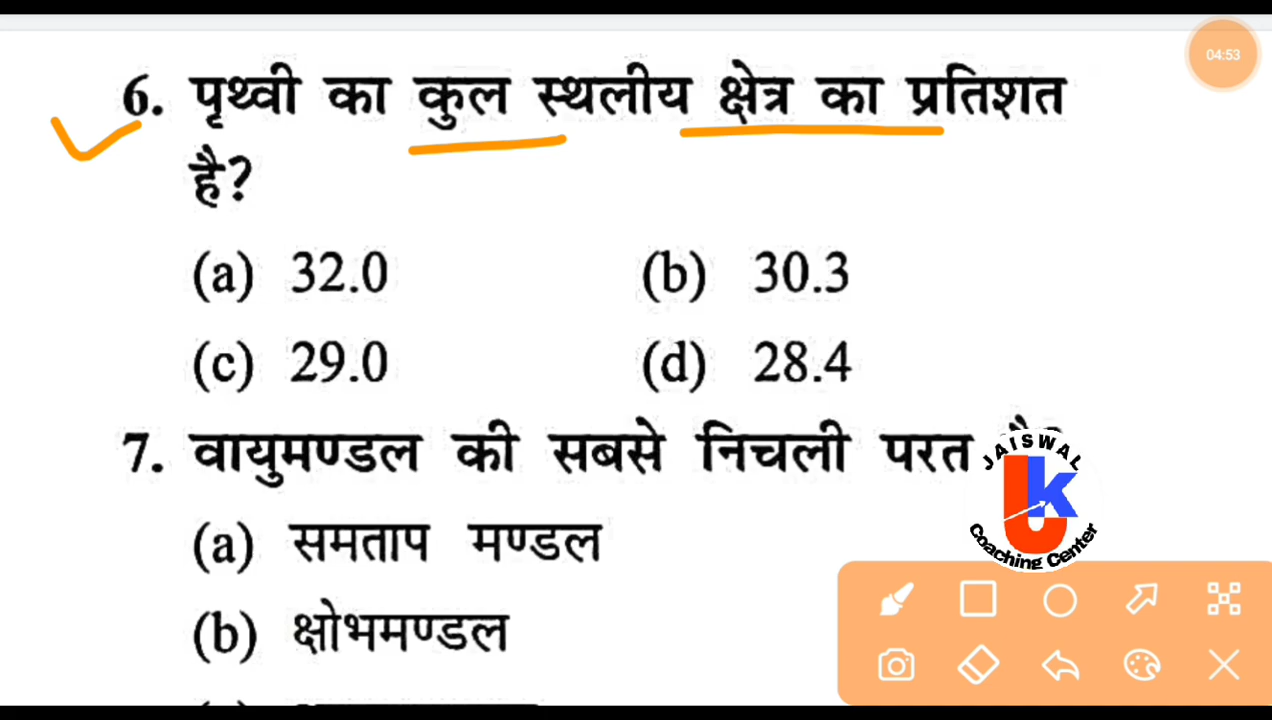 04:53
6. पृथ्वी का कुल स्थलीय क्षेत्र का प्रतिशत
है?
(a) 32.0 (b) 30.3
(c) 29.0 (d) 28.4
7. वायुमण्डल की सबसे निचली परत
JAISWAL
UK
Coaching Center
(a) समताप मण्डल
(b) क्षोभमण्डल